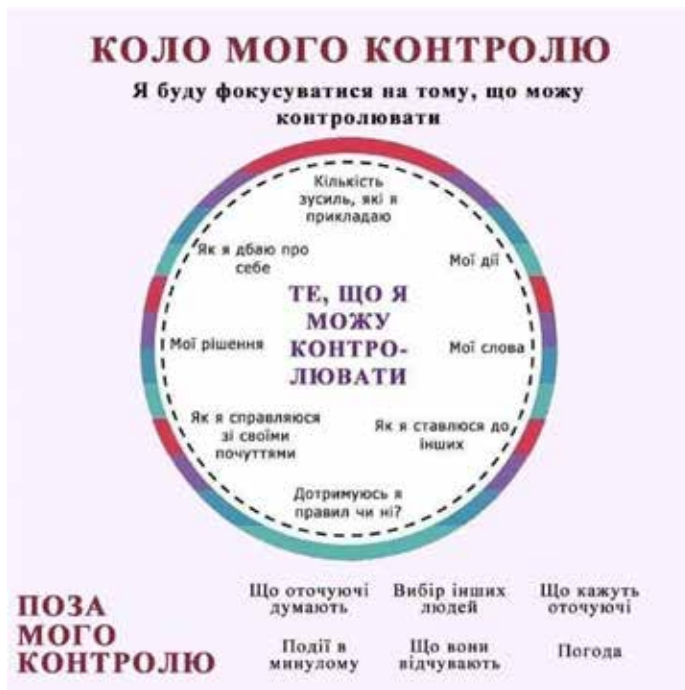 КОЛО МОГО КОНТРОЛЮ
Я буду фокусуватися на тому, що можу
контролювати
Кількість
зусиль, які я
прикладаю
Як я дбаю про
себе
Мої дії
ТЕ, ЩО Я
МОЖУ
КОНТРО-
ЛЮВАТИ
Мої рішення
Мої слова
Як я справляюся
зі своїми
почуттями
Як я ставлюся до
інших
Дотримуюсь я
правил чи ні?
ПОЗА
МОГО
КОНТРОЛЮ
Що оточуючі
думають
Вибір інших
людей
Що кажуть
оточуючі
Події в
минулому
Що вони
відчувають
Погода